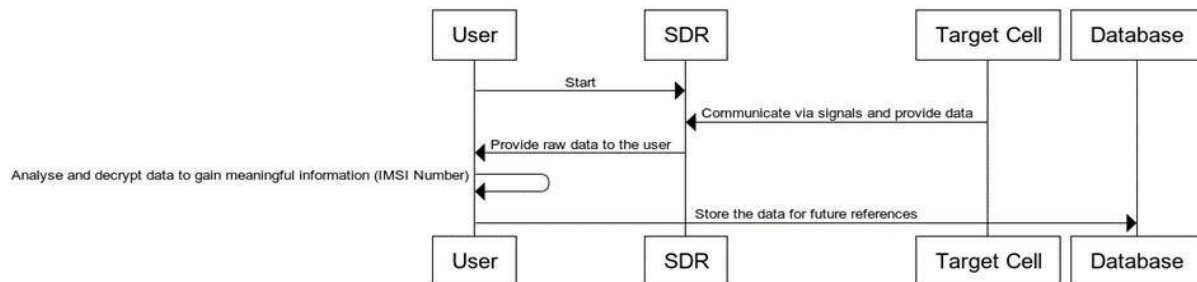 User
SDR
Target Cell
Database
Start
Communicate via signals and provide data
Provide raw data to the user
Analyse and decrypt data to gain meaningful information (IMSI Number)
Store the data for future references
User
SDR
Target Cell
Database